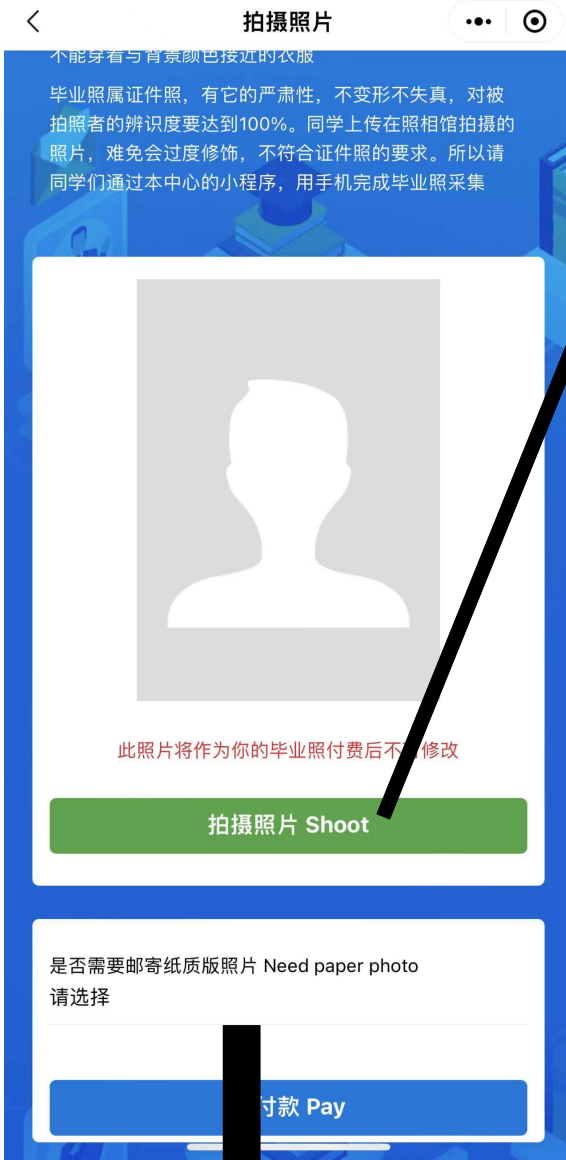 拍摄照片
不能穿着与背景颜色接近的衣服
毕业照属证件照，有它的严肃性，不变形不失真，对被
拍照者的辨识度要达到100%。同学上传在照相馆拍摄的
照片，难免会过度修饰，不符合证件照的要求。所以请
同学们通过本中心的小程序，用手机完成毕业照采集
此照片将作为你的毕业照付费后不 修改
拍摄照片 Shoot
是否需要邮寄纸质版照片 Need paper photo
请选择
付款 Pay